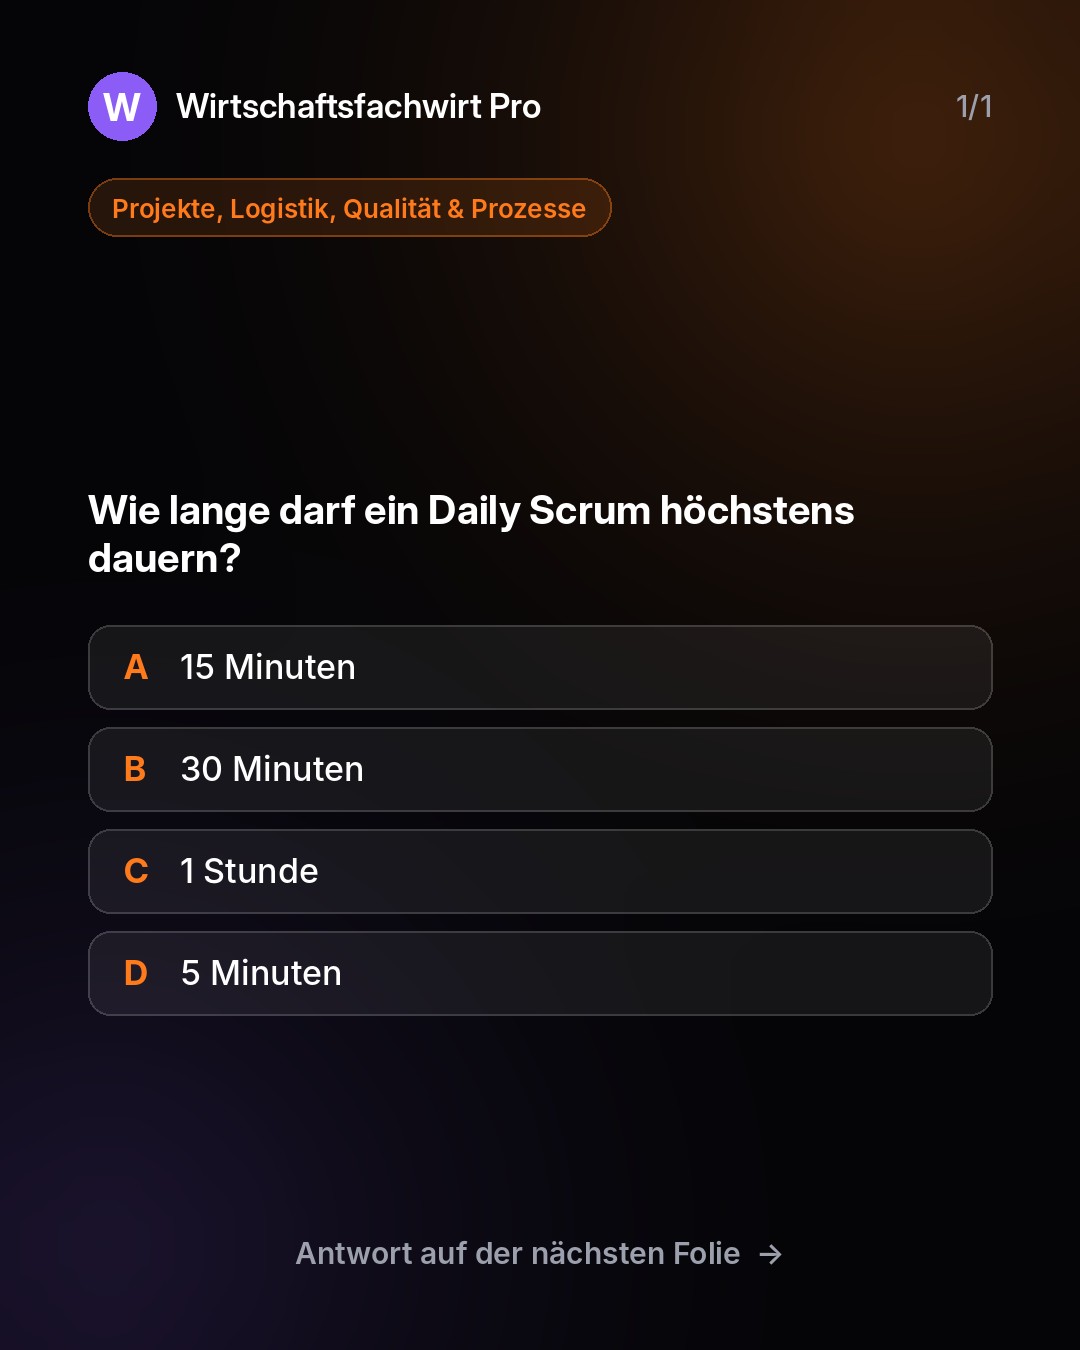 W Wirtschaftsfachwirt Pro 1/1
Projekte, Logistik, Qualität & Prozesse
Wie lange darf ein Daily Scrum höchstens
dauern?
A 15 Minuten
B 30 Minuten
C 1 Stunde
D 5 Minuten
Antwort auf der nächsten Folie →